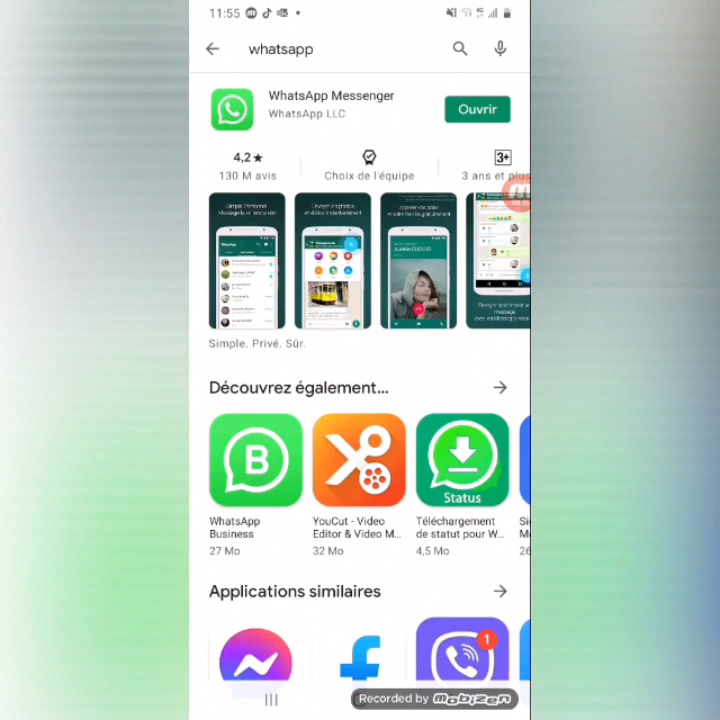 11:55
whatsapp
WhatsApp Messenger
WhatsApp LLC
Ouvrir
4,2★
130 M avis
Choix de l'équipe
3+
3 ans et plus
Simple. Privé. Sûr.
Découvrez également...
B
Status
WhatsApp
Business
27 Mo
YouCut - Video
Editor & Video M...
32 Mo
Téléchargement
de statut pour W...
4,5 Mo
Applications similaires
1
Recorded by mobizen